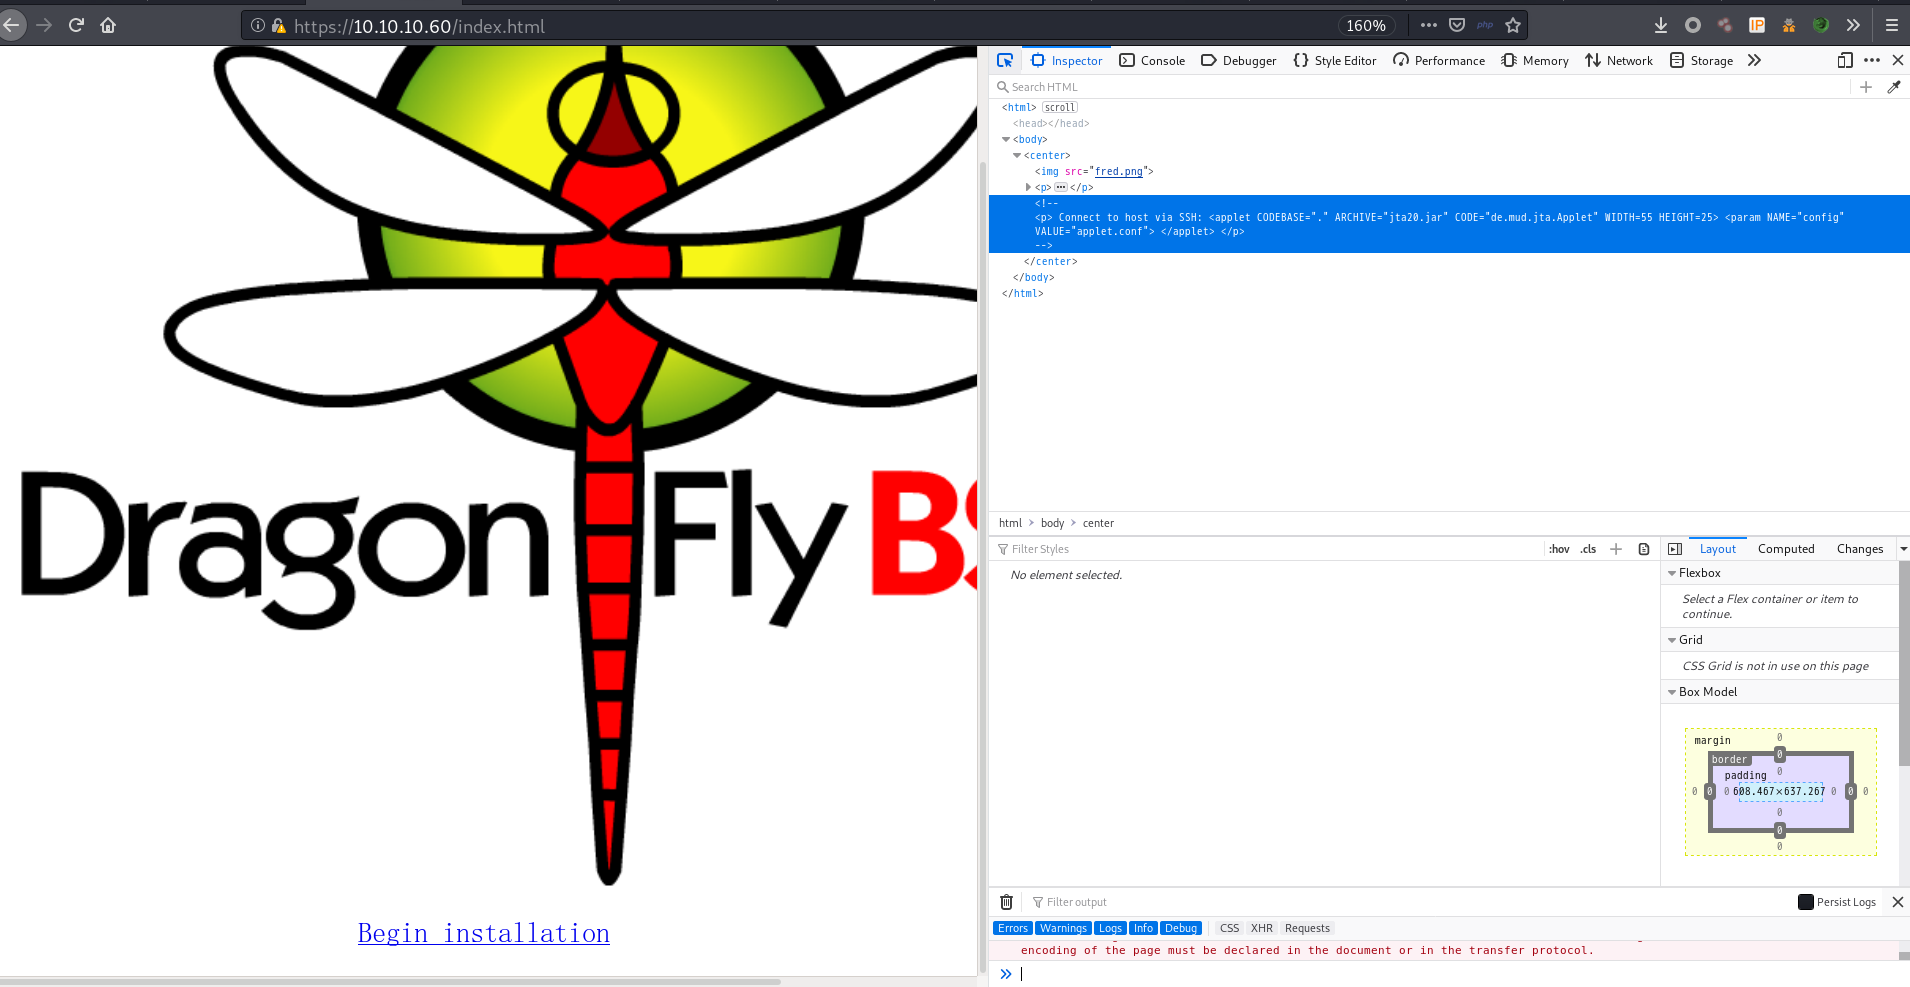 https://10.10.10.60/index.html
160%
php
IP
Dragon Fly BS
Begin installation
Inspector
Console
Debugger
Style Editor
Performance
Memory
Network
Storage
Search HTML
<html> scroll
<head></head>
<body>
<center>
<img src="fred.png">
<p></p>
<!--
<p> Connect to host via SSH: <applet CODEBASE="." ARCHIVE="jta20.jar" CODE="de.mud.jta.Applet" WIDTH=55 HEIGHT=25> <param NAME="config"
VALUE="applet.conf"> </applet> </p>
-->
</center>
</body>
</html>
html > body > center
Filter Styles
:hov .cls
No element selected.
Layout Computed Changes
Flexbox
Select a Flex container or item to
continue.
Grid
CSS Grid is not in use on this page
Box Model
margin 0
border 0
padding 0
0 0 0 608.467×637.267 0 0 0
0
0
0
Filter output
Persist Logs
Errors Warnings Logs Info Debug CSS XHR Requests
encoding of the page must be declared in the document or in the transfer protocol.